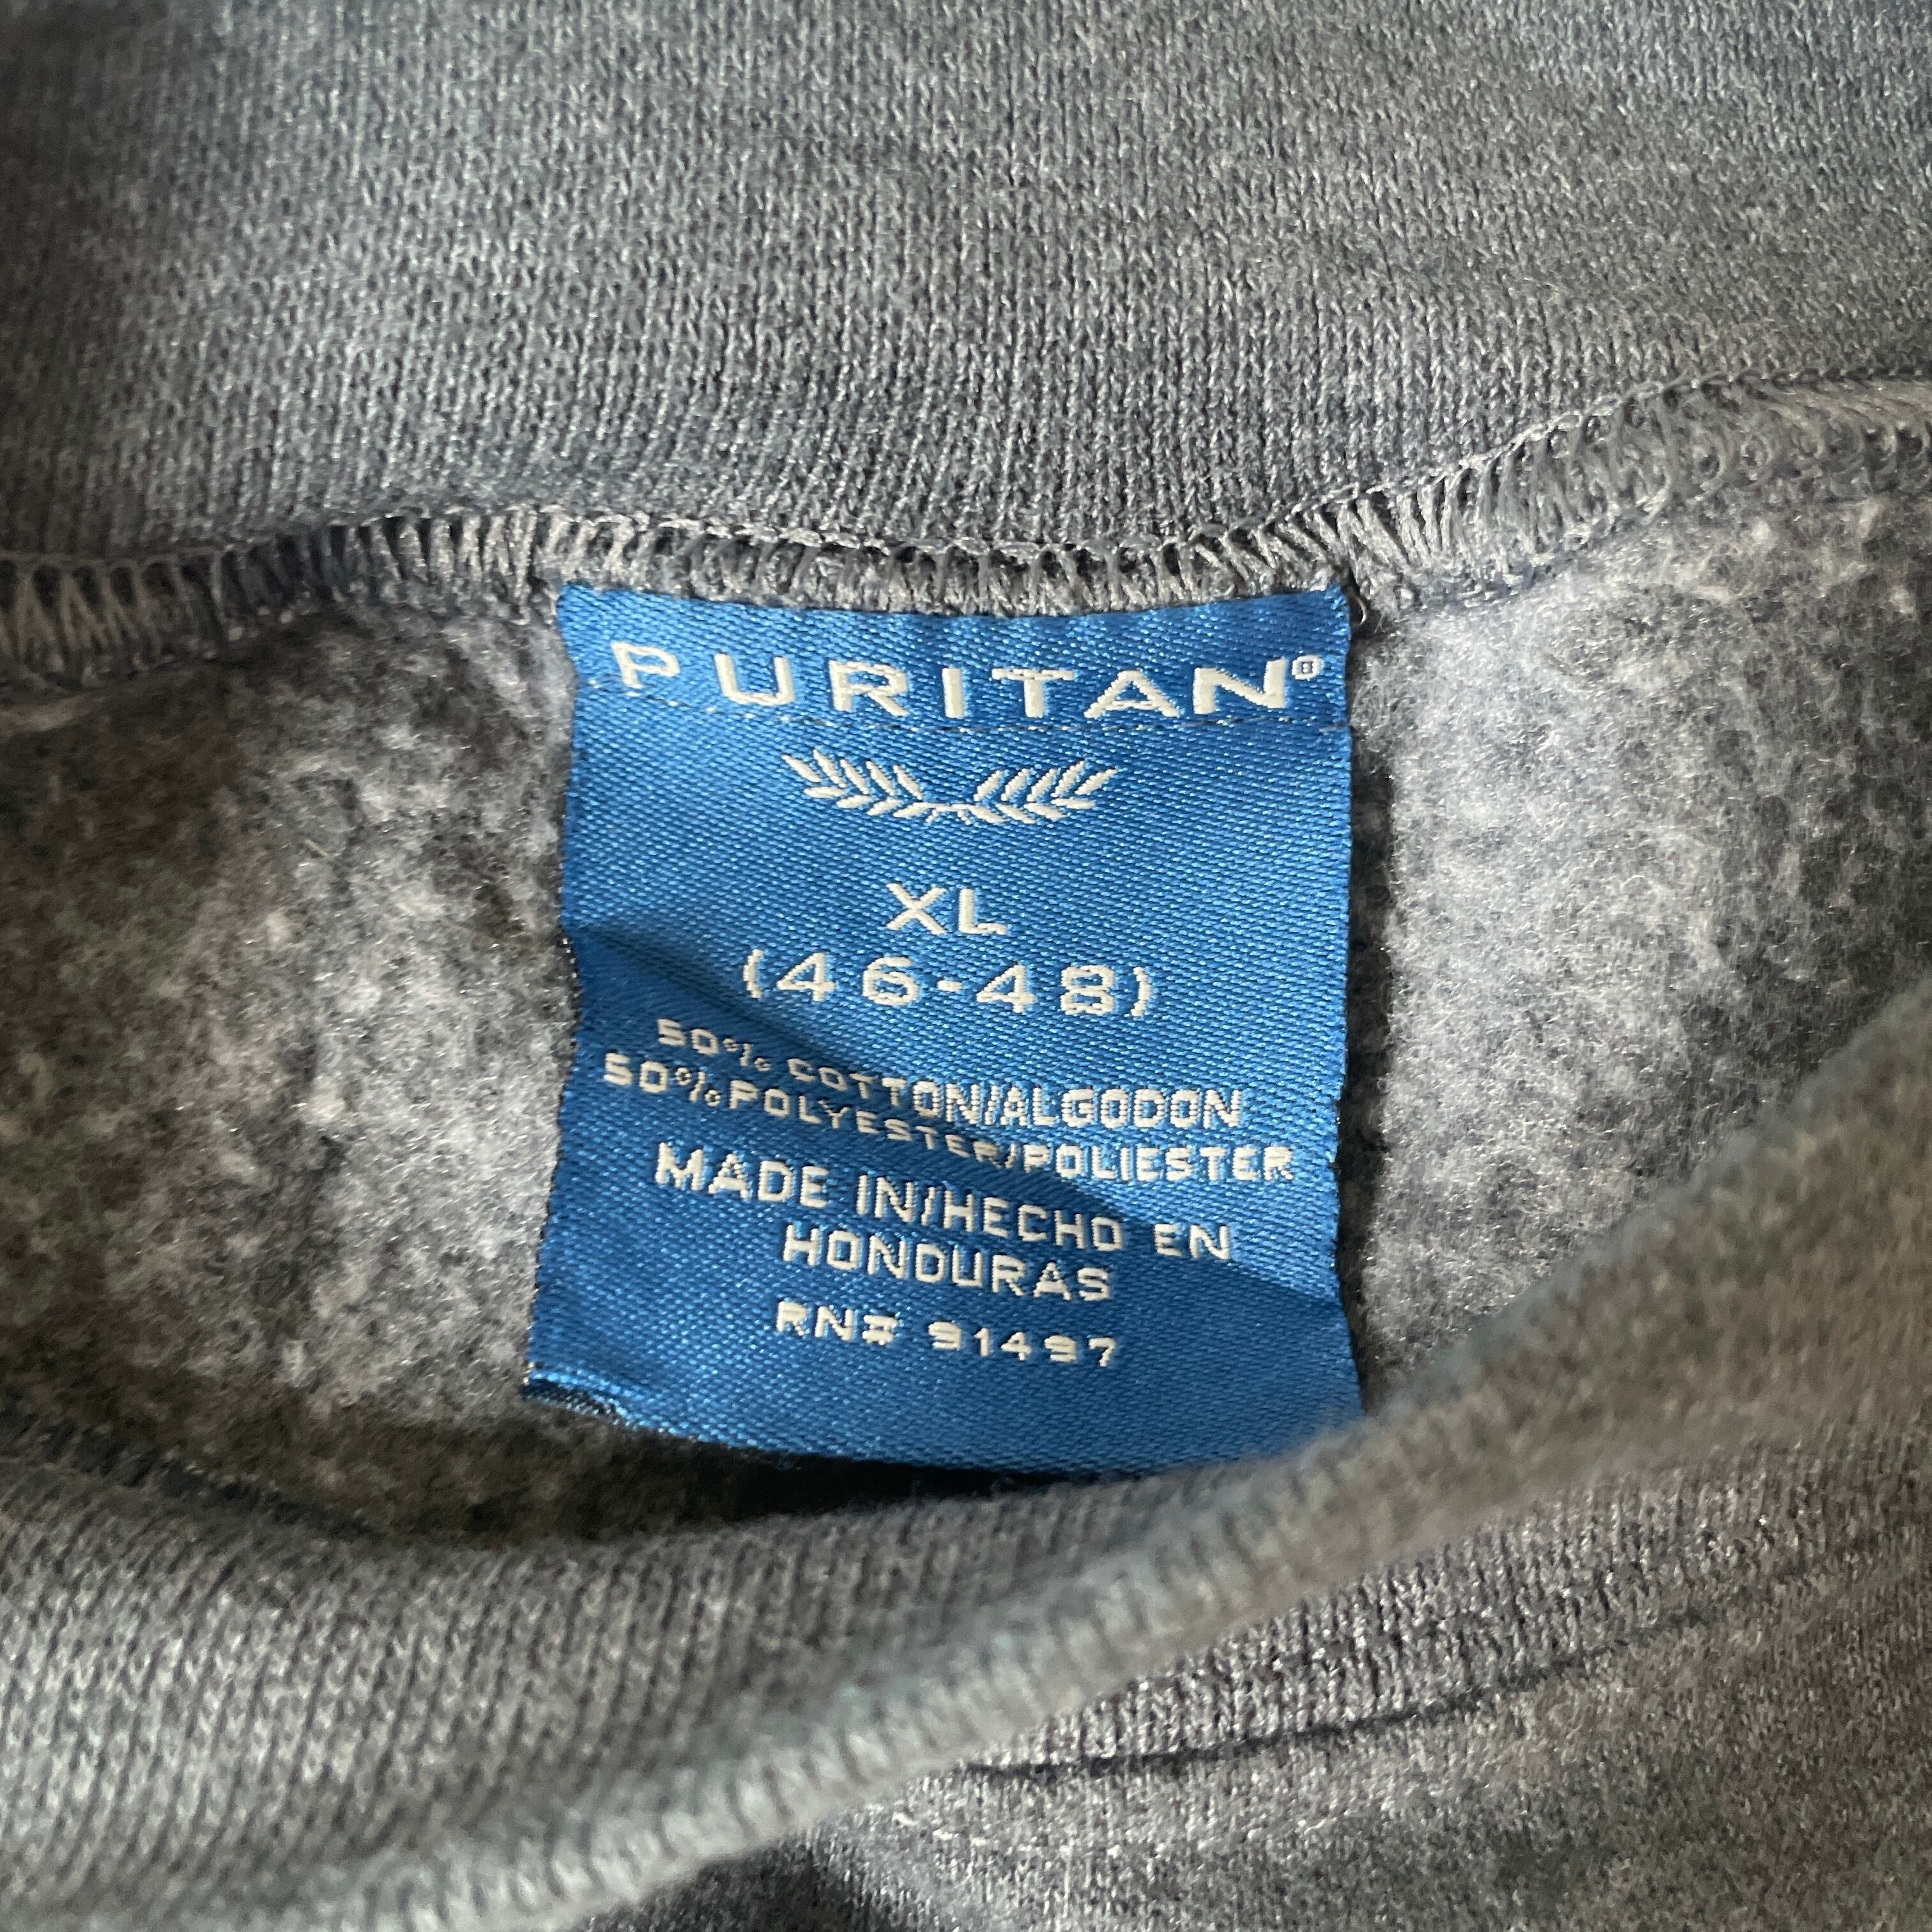 PURITAN®
XL
(46-48)
50% COTTON/ALGODON
50% POLYESTER/POLIESTER
MADE IN/HECHO EN
HONDURAS
RN# 91497